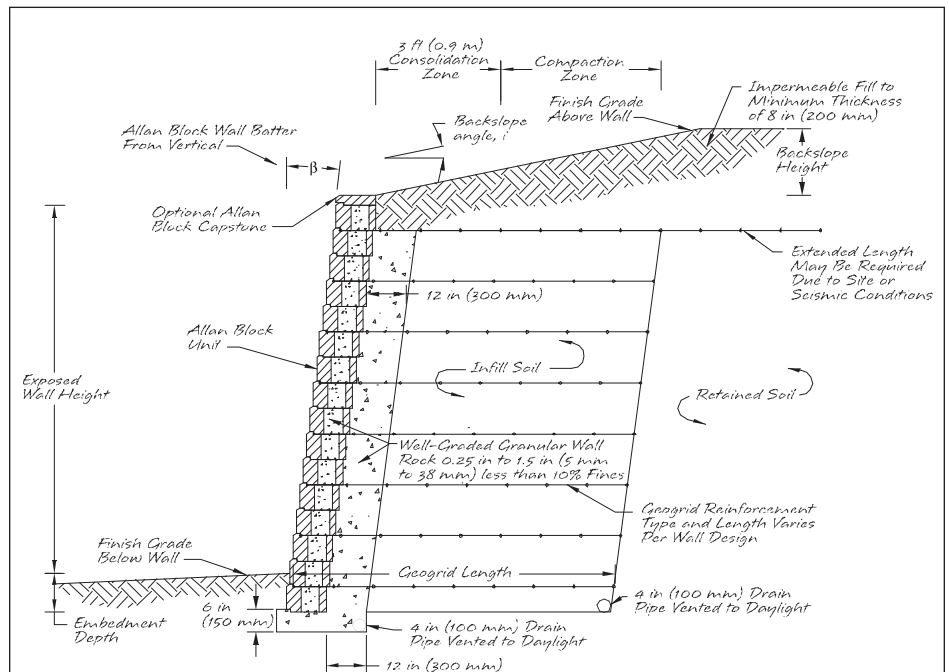 3 ft (0.9 m)
Consolidation
Zone
Compaction
Zone
Impermeable Fill to
Minimum Thickness
of 8 in (200 mm)
Finish Grade
Above Wall
Backslope
angle, i
Allan Block Wall Batter
From Vertical
β
Backslope
Height
Optional Allan
Block Capstone
Extended Length
May Be Required
Due to Site or
Seismic Conditions
12 in (300 mm)
Allan Block
Unit
Infill Soil
Exposed
Wall Height
Retained Soil
Well-Graded Granular Wall
Rock 0.25 in to 1.5 in (5 mm
to 38 mm) less than 10% Fines
Geogrid Reinforcement
Type and Length Varies
Per Wall Design
Finish Grade
Below Wall
Geogrid Length
6 in
(150 mm)
4 in (100 mm) Drain
Pipe Vented to Daylight
Embedment
Depth
4 in (100 mm) Drain
Pipe Vented to Daylight
12 in (300 mm)